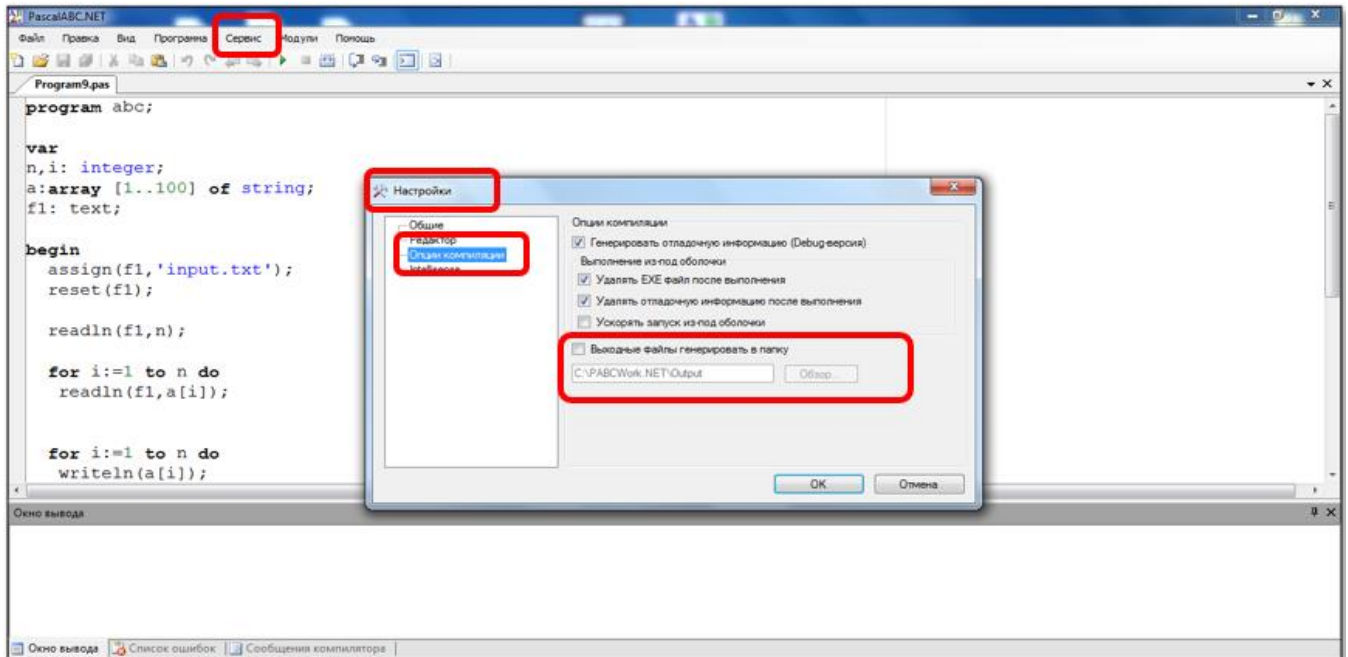 PascalABC.NET
Файл Правка Вид Программа Сервис Модули Помощь
Program9.pas
program abc;
var
n,i: integer;
a:array [1..100] of string;
f1: text;
begin
assign(f1,'input.txt');
reset(f1);
readln(f1,n);
for i:=1 to n do
readln(f1,a[i]);
for i:=1 to n do
writeln(a[i]);
Настройки
Общие
Редактор
Опции компиляции
Intellisense
Опции компиляции
Генерировать отладочную информацию (Debug-версия)
Выполнение из-под оболочки
Удалять EXE файл после выполнения
Удалять отладочную информацию после выполнения
Ускорять запуск из-под оболочки
Выходные файлы генерировать в папку
C:\PABCWork.NET\Output
Обзор...
OK Отмена
Окно вывода
Окно вывода Список ошибок Сообщения компилятора